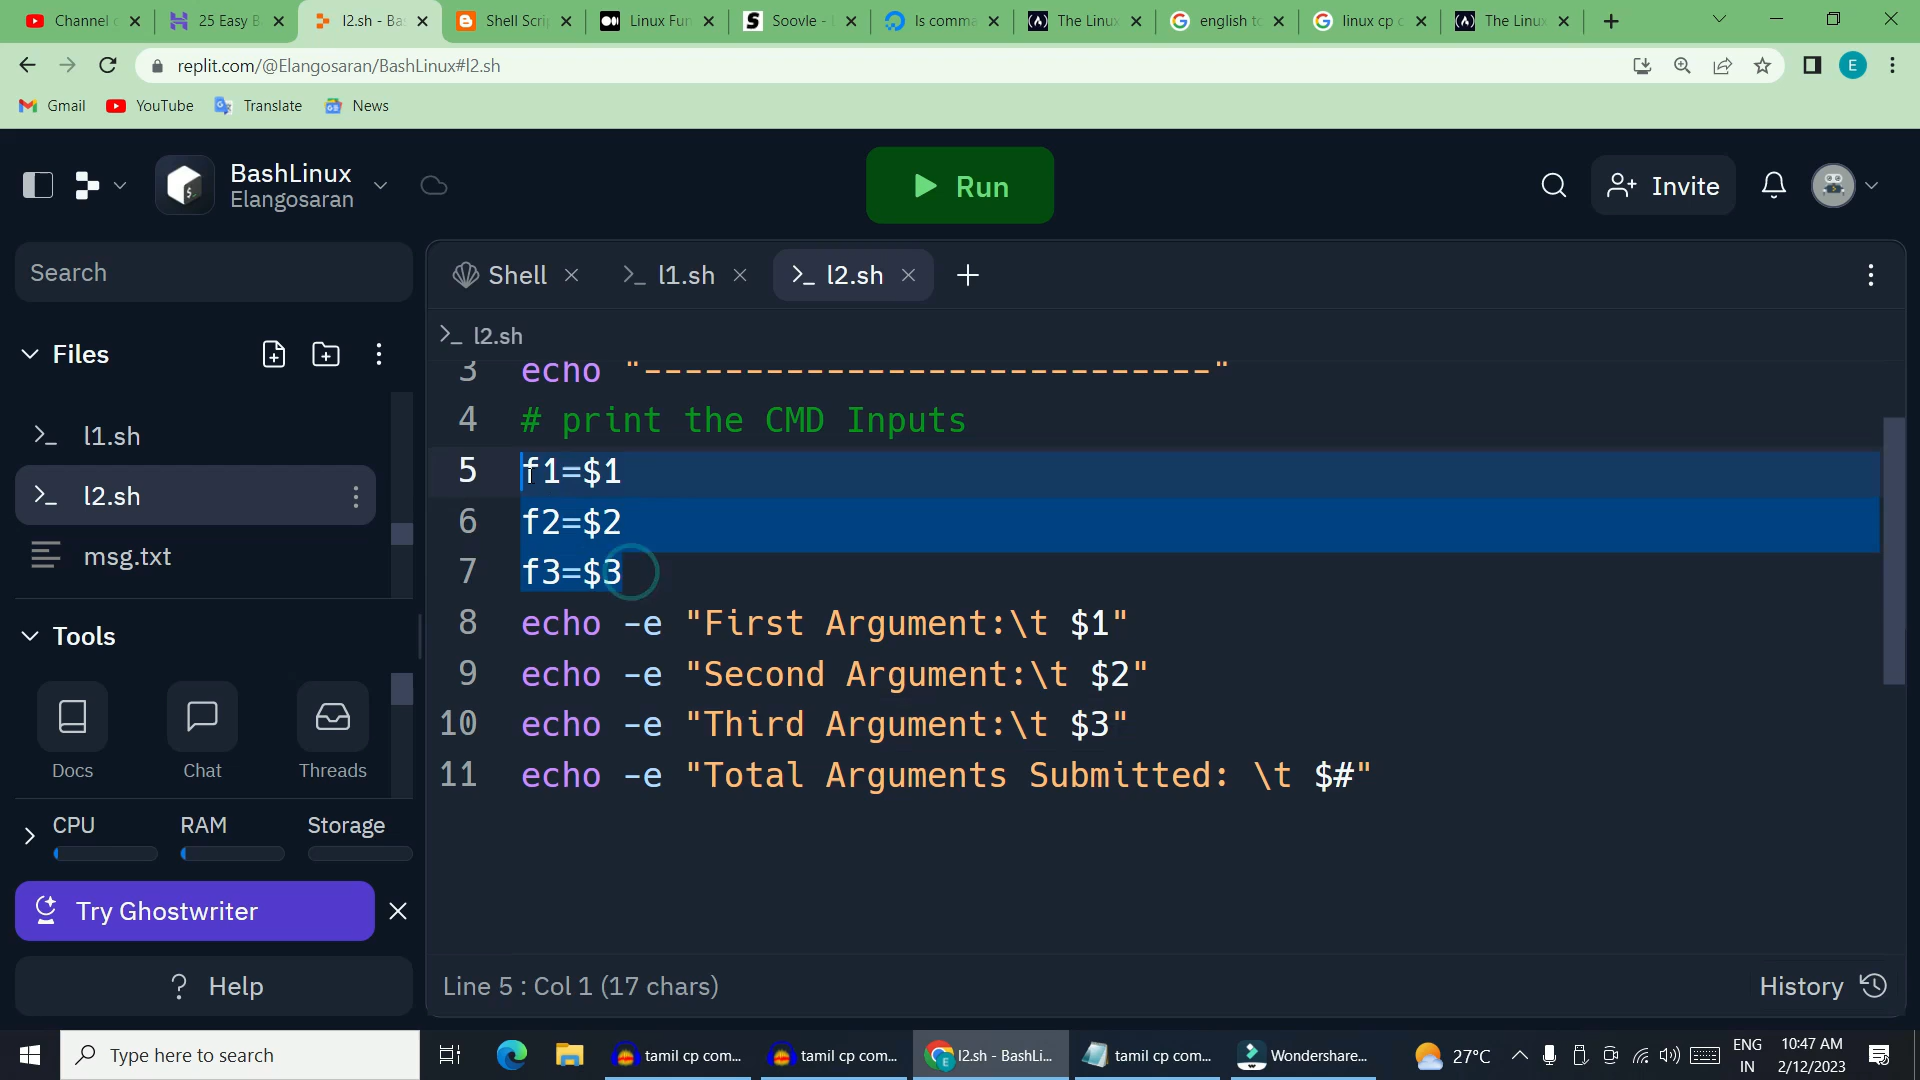 Channel c
25 Easy B
l2.sh - Bas
Shell Scrip
Linux Fun
Soovle -
ls comma
The Linux
english to
linux cp c
The Linux
replit.com/@Elangosaran/BashLinux#l2.sh
E
Gmail
YouTube
Translate
News
BashLinux
Elangosaran
Run
Invite
Search
Shell
l1.sh
l2.sh
Files
l2.sh
l1.sh
l2.sh
msg.txt
3 echo "----------------------------"
4 # print the CMD Inputs
5 f1=$1
6 f2=$2
7 f3=$3
8 echo -e "First Argument:\t $1"
9 echo -e "Second Argument:\t $2"
10 echo -e "Third Argument:\t $3"
11 echo -e "Total Arguments Submitted: \t $#"
Tools
Docs
Chat
Threads
CPU
RAM
Storage
Try Ghostwriter
Help
Line 5 : Col 1 (17 chars)
History
Type here to search
tamil cp com...
tamil cp com...
l2.sh - BashLi...
tamil cp com...
Wondershare...
27°C
ENG
IN
10:47 AM
2/12/2023